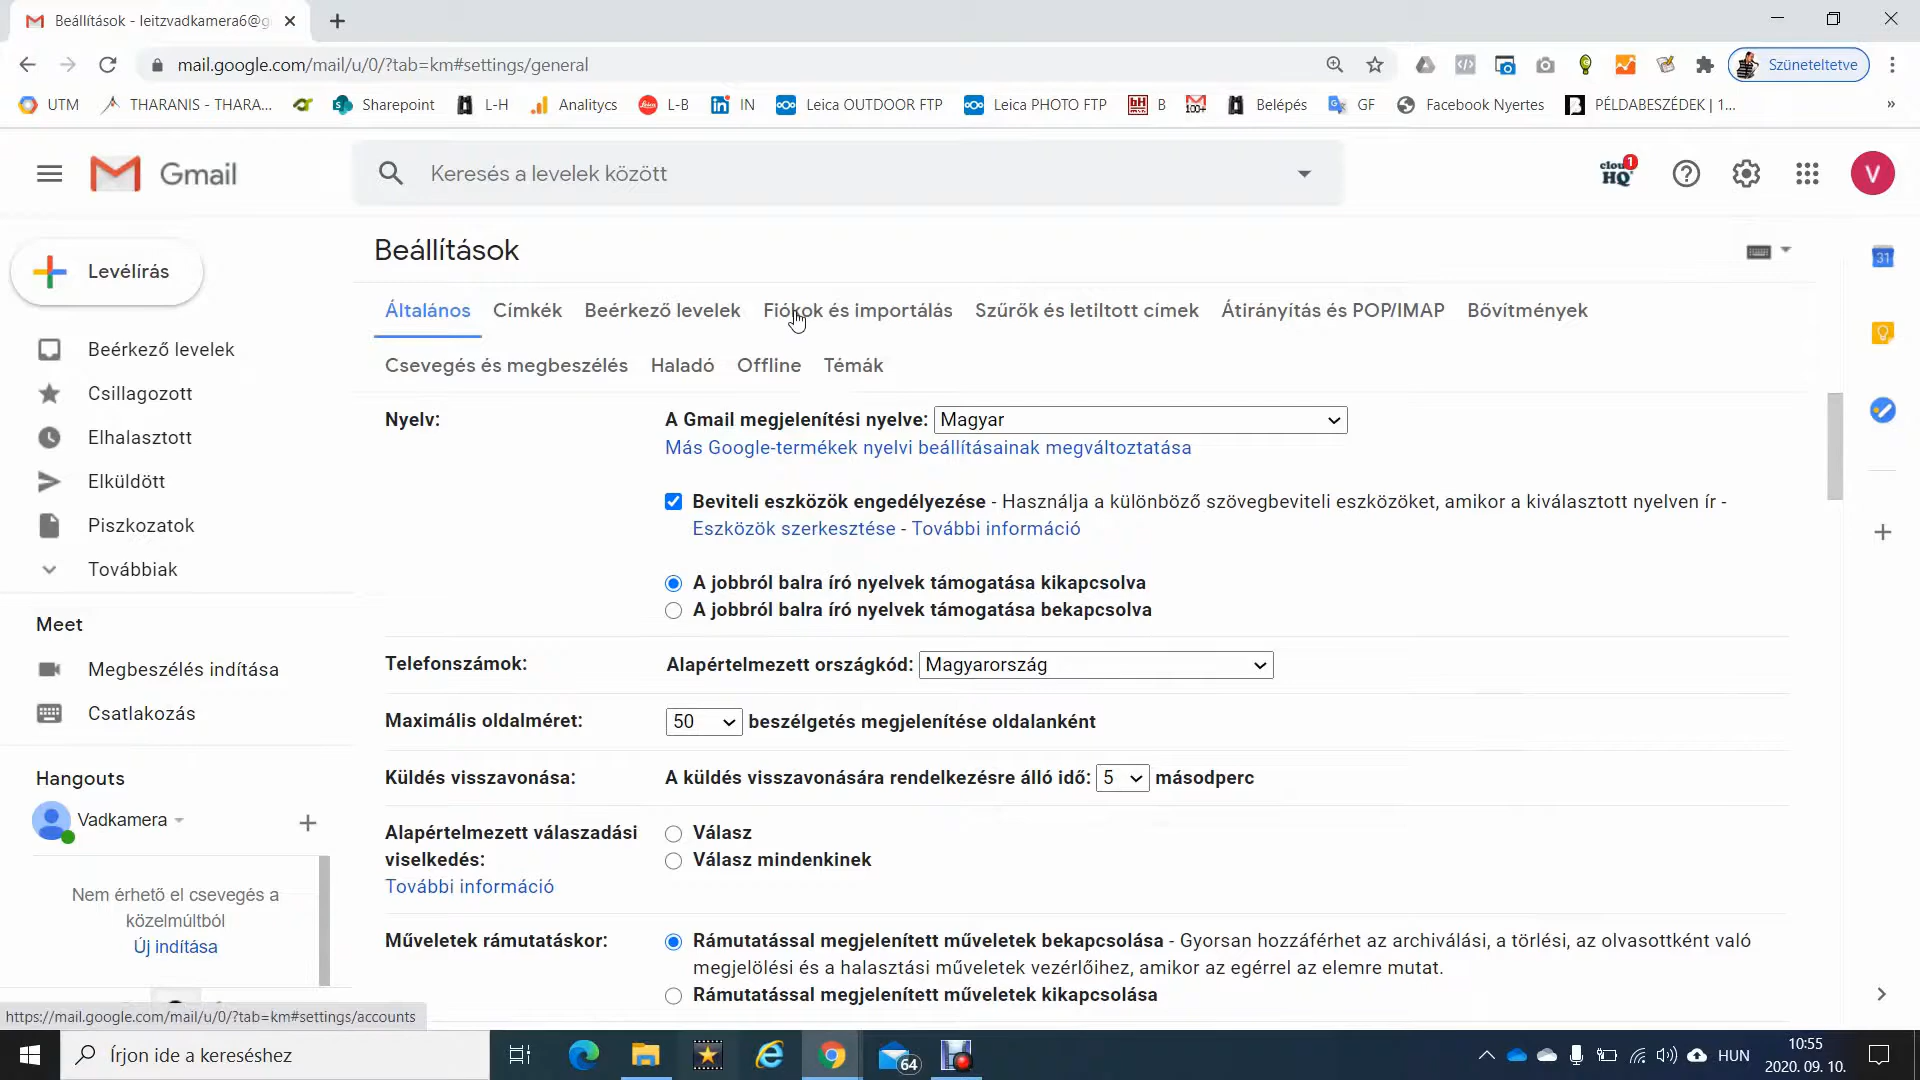 Beállítások - leitzvadkamera6@g
mail.google.com/mail/u/0/?tab=km#settings/general
Szüneteltetve
UTM
THARANIS - THARA...
Sharepoint
L-H
Analitycs
L-B
IN
Leica OUTDOOR FTP
Leica PHOTO FTP
B
100+
Belépés
GF
Facebook Nyertes
PÉLDABESZÉDEK | 1...
»
Gmail
Keresés a levelek között
cloud HQ
1
V
Levélírás
Beérkező levelek
Csillagozott
Elhalasztott
Elküldött
Piszkozatok
Továbbiak
Meet
Megbeszélés indítása
Csatlakozás
Hangouts
Vadkamera
Nem érhető el csevegés a
közelmúltból
Új indítása
Beállítások
Általános
Címkék
Beérkező levelek
Fiókok és importálás
Szűrők és letiltott címek
Átirányítás és POP/IMAP
Bővítmények
Csevegés és megbeszélés
Haladó
Offline
Témák
Nyelv:
A Gmail megjelenítési nyelve: Magyar
Más Google-termékek nyelvi beállításainak megváltoztatása
Beviteli eszközök engedélyezése - Használja a különböző szövegbeviteli eszközöket, amikor a kiválasztott nyelven ír -
Eszközök szerkesztése - További információ
A jobbról balra író nyelvek támogatása kikapcsolva
A jobbról balra író nyelvek támogatása bekapcsolva
Telefonszámok:
Alapértelmezett országkód: Magyarország
Maximális oldalméret:
50 beszélgetés megjelenítése oldalanként
Küldés visszavonása:
A küldés visszavonására rendelkezésre álló idő: 5 másodperc
Alapértelmezett válaszadási
viselkedés:
További információ
Válasz
Válasz mindenkinek
Műveletek rámutatáskor:
Rámutatással megjelenített műveletek bekapcsolása - Gyorsan hozzáférhet az archiválási, a törlési, az olvasottként való
megjelölési és a halasztási műveletek vezérlőihez, amikor az egérrel az elemre mutat.
Rámutatással megjelenített műveletek kikapcsolása
31
https://mail.google.com/mail/u/0/?tab=km#settings/accounts
Írjon ide a kereséshez
64
HUN
10:55
2020. 09. 10.